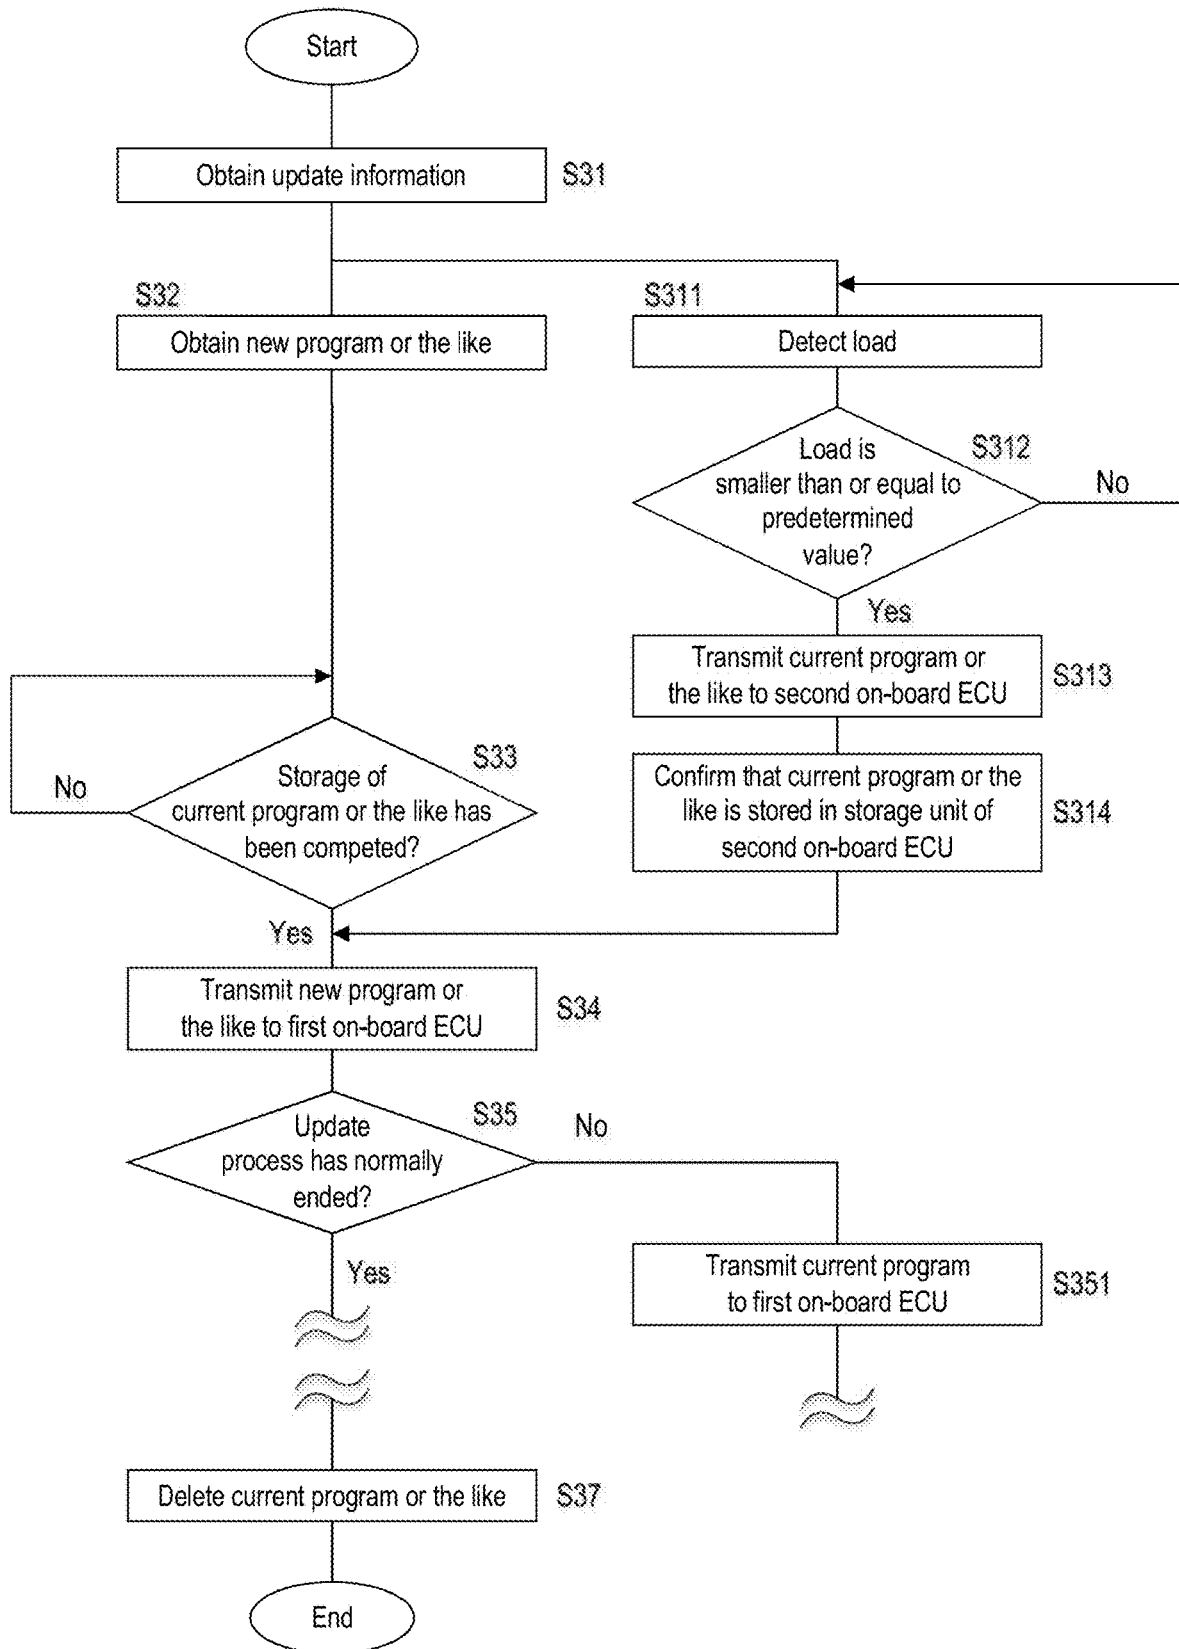 Start
Obtain update information
S31
S32
Obtain new program or the like
S311
Detect load
Load is
smaller than or equal to
predetermined
value?
S312
No
Yes
Transmit current program or
the like to second on-board ECU
S313
Confirm that current program or the
like is stored in storage unit of
second on-board ECU
S314
Storage of
current program or the like has
been competed?
S33
No
Yes
Transmit new program or
the like to first on-board ECU
S34
Update
process has normally
ended?
S35
No
Yes
Transmit current program
to first on-board ECU
S351
Delete current program or the like
S37
End